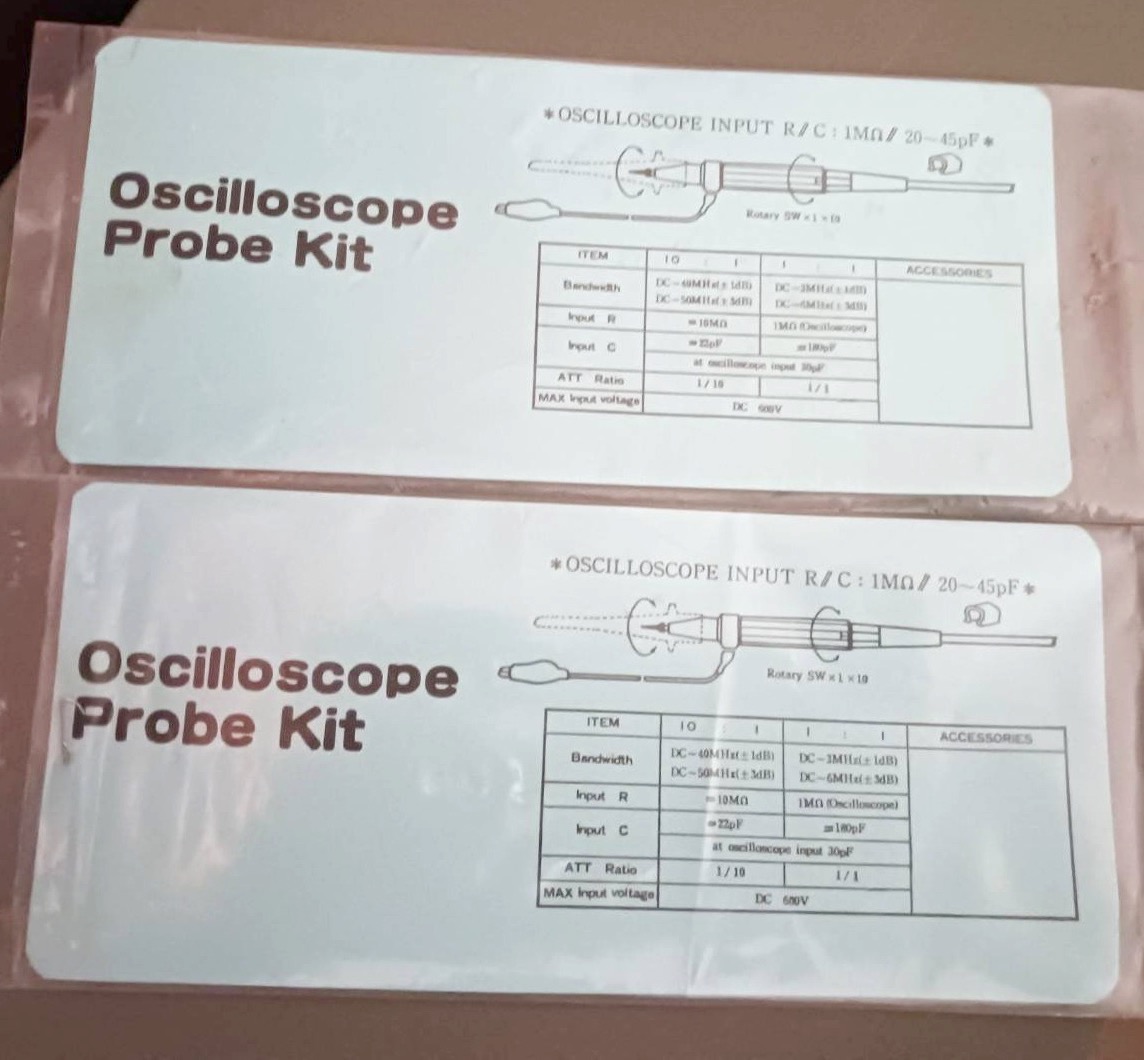 Oscilloscope
Probe Kit
*OSCILLOSCOPE INPUT R//C : 1MΩ// 20~45pF*
Rotary SW×1 ×10
ITEM 10 : 1 1 : 1 ACCESSORIES
Bandwidth DC~40MHz(±1dB) DC~3MHz(±1dB)
DC~50MHz(±3dB) DC~6MHz(±3dB)
Input R ≈10MΩ 1MΩ (Oscilloscope)
Input C ≈22pF ≈180pF
at oscilloscope input 30pF
ATT Ratio 1/10 1/1
MAX Input voltage DC 600V
Oscilloscope
Probe Kit
*OSCILLOSCOPE INPUT R//C : 1MΩ// 20~45pF*
Rotary SW×1 ×10
ITEM 10 : 1 1 : 1 ACCESSORIES
Bandwidth DC~40MHz(±1dB) DC~3MHz(±1dB)
DC~50MHz(±3dB) DC~6MHz(±3dB)
Input R ≈10MΩ 1MΩ (Oscilloscope)
Input C ≈22pF ≈180pF
at oscilloscope input 30pF
ATT Ratio 1/10 1/1
MAX Input voltage DC 600V